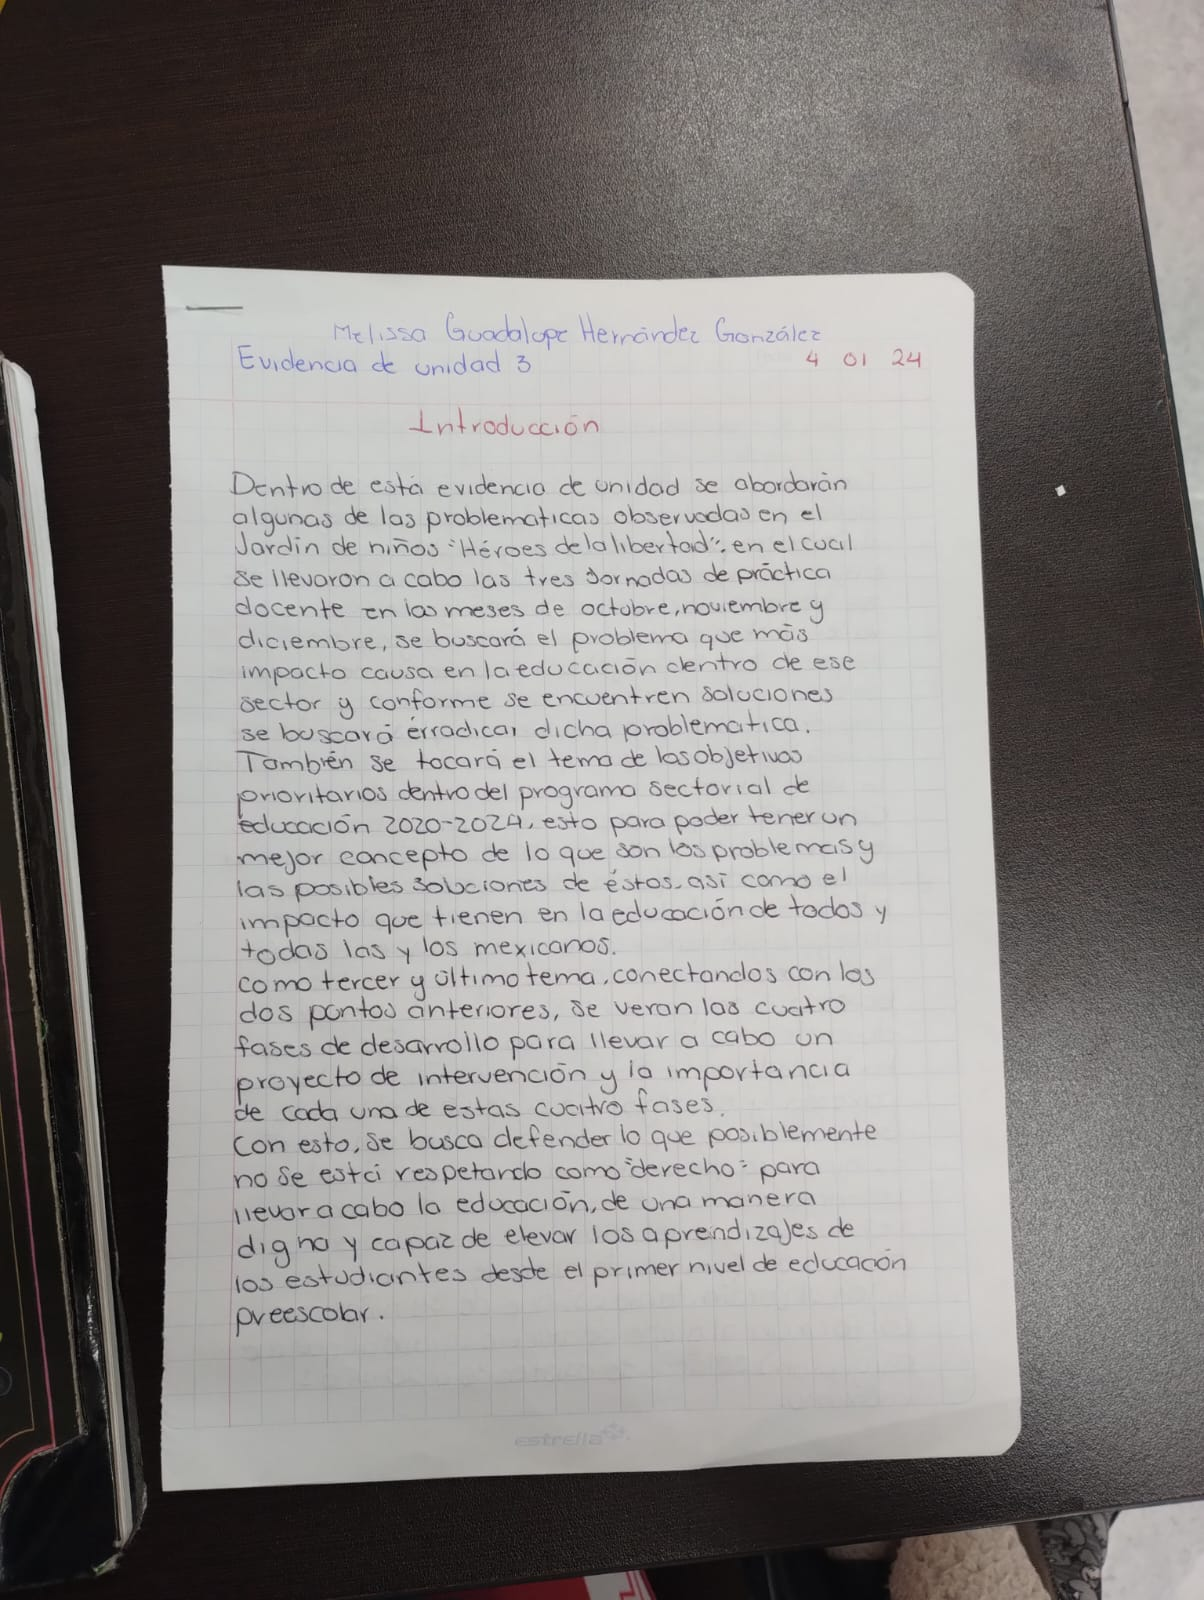 Melissa Guadalupe Hernández González
Evidencia de unidad 3 4 01 24
Introducción
Dentro de está evidencia de unidad se abordarán
algunas de las problematicas observadas en el
Jardín de niños "Héroes de la libertad", en el cual
se llevaron a cabo las tres Jornadas de práctica
docente en los meses de octubre, noviembre y
diciembre, se buscará el problema que más
impacto causa en la educación dentro de ese
sector y conforme se encuentren soluciones
se buscará érradicar dicha problematica.
También se tocará el tema de los objetivos
prioritarios dentro del programa sectorial de
educación 2020-2024, esto para poder tener un
mejor concepto de lo que son los problemas y
las posibles soluciones de éstos, así como el
impacto que tienen en la educación de todos y
todas las y los mexicanos.
como tercer y último tema, conectandos con los
dos puntos anteriores, se veran las cuatro
fases de desarrollo para llevar a cabo un
proyecto de intervención y la importancia
de cada una de estas cuatro fases.
Con esto, se busca defender lo que posiblemente
no se está respetando como "derecho" para
llevar a cabo la educación, de una manera
digna y capaz de elevar los aprendizajes de
los estudiantes desde el primer nivel de educación
preescolar.
estrella